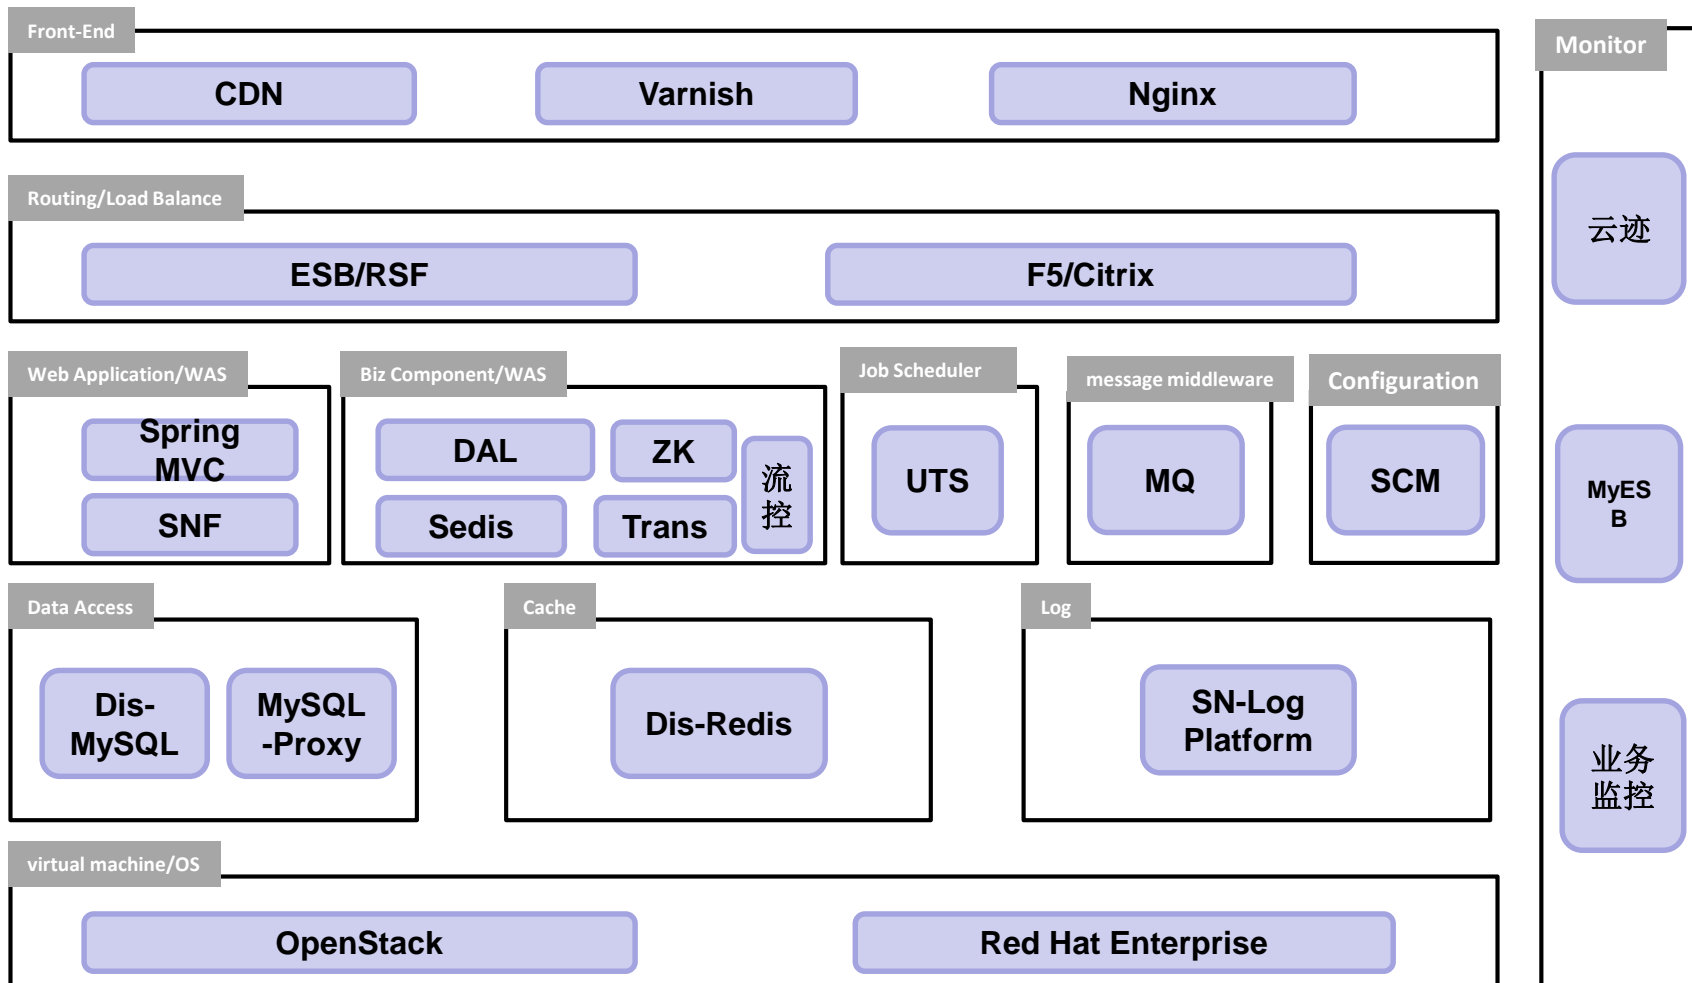 Front-End
CDN
Varnish
Nginx
Routing/Load Balance
ESB/RSF
F5/Citrix
Web Application/WAS
Spring
MVC
SNF
Biz Component/WAS
DAL
ZK
Sedis
Trans
流
控
Job Scheduler
UTS
message middleware
MQ
Configuration
SCM
Data Access
Dis-
MySQL
MySQL
-Proxy
Cache
Dis-Redis
Log
SN-Log
Platform
virtual machine/OS
OpenStack
Red Hat Enterprise
Monitor
云迹
MyES
B
业务
监控